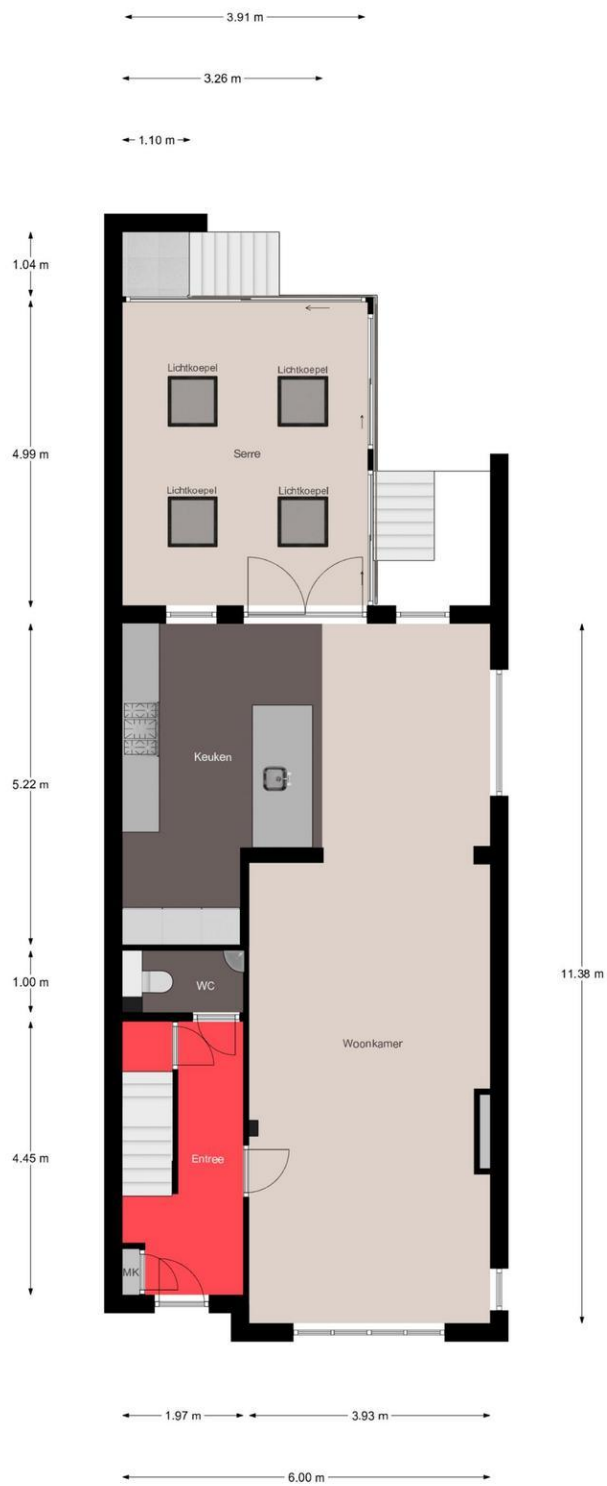 3.91 m
3.26 m
1.10 m
1.04 m
Lichtkoepel
Lichtkoepel
4.99 m
Serre
Lichtkoepel
Lichtkoepel
5.22 m
Keuken
11.38 m
1.00 m
WC
Woonkamer
4.45 m
Entree
MK
1.97 m
3.93 m
6.00 m